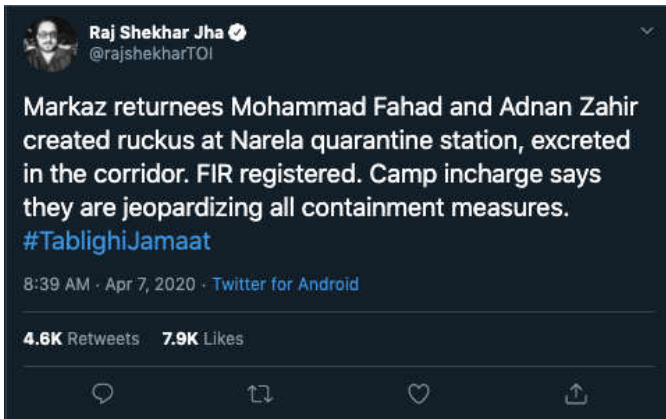 Raj Shekhar Jha
@rajshekharTOI
Markaz returnees Mohammad Fahad and Adnan Zahir
created ruckus at Narela quarantine station, excreted
in the corridor. FIR registered. Camp incharge says
they are jeopardizing all containment measures.
#TablighiJamaat
8:39 AM · Apr 7, 2020 · Twitter for Android
4.6K Retweets 7.9K Likes